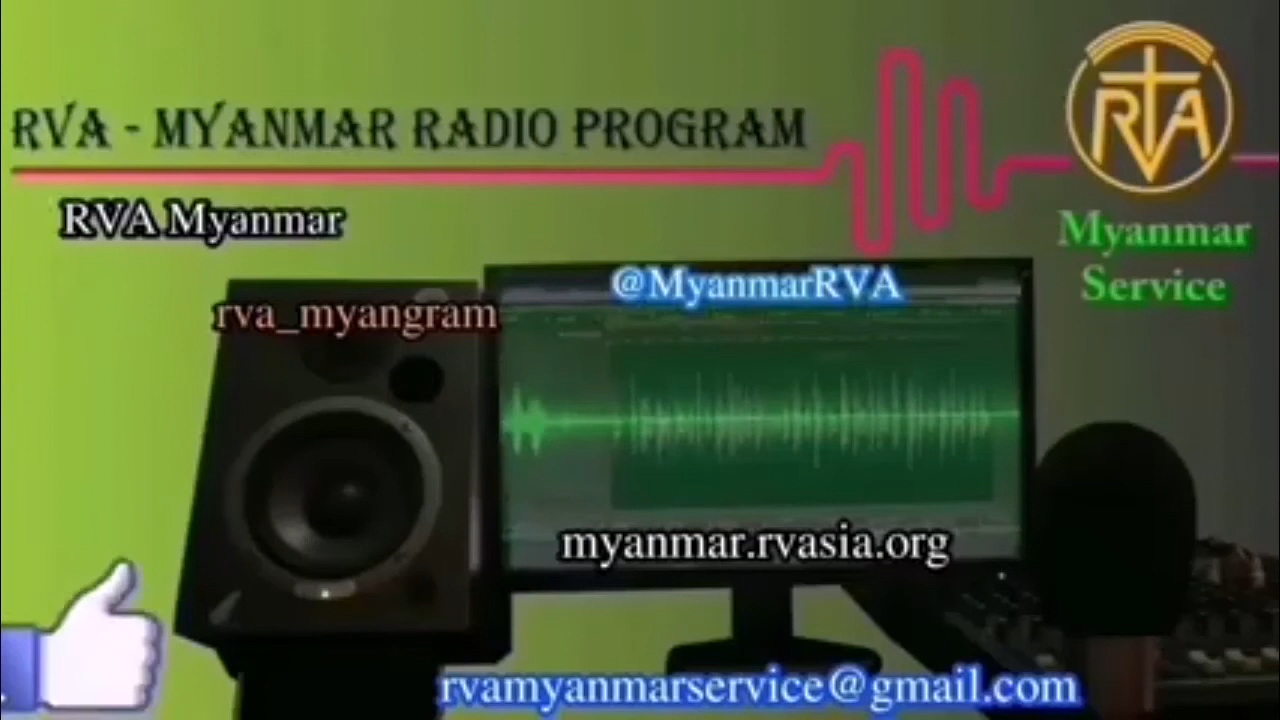 RVA - MYANMAR RADIO PROGRAM
RVA
Myanmar
Service
RVA Myanmar
@MyanmarRVA
rva_myangram
myanmar.rvasia.org
rvamyanmarservice@gmail.com